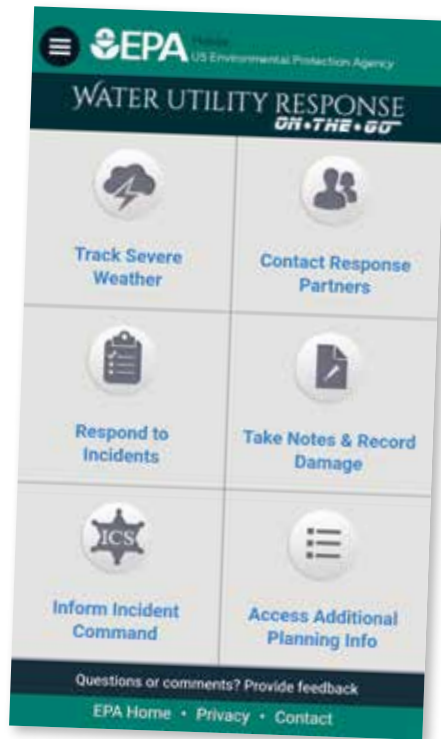 EPA
US Environmental Protection Agency
WATER UTILITY RESPONSE
ON•THE•GO
Track Severe
Weather
Contact Response
Partners
Respond to
Incidents
Take Notes & Record
Damage
ICS
Inform Incident
Command
Access Additional
Planning Info
Questions or comments? Provide feedback
EPA Home • Privacy • Contact